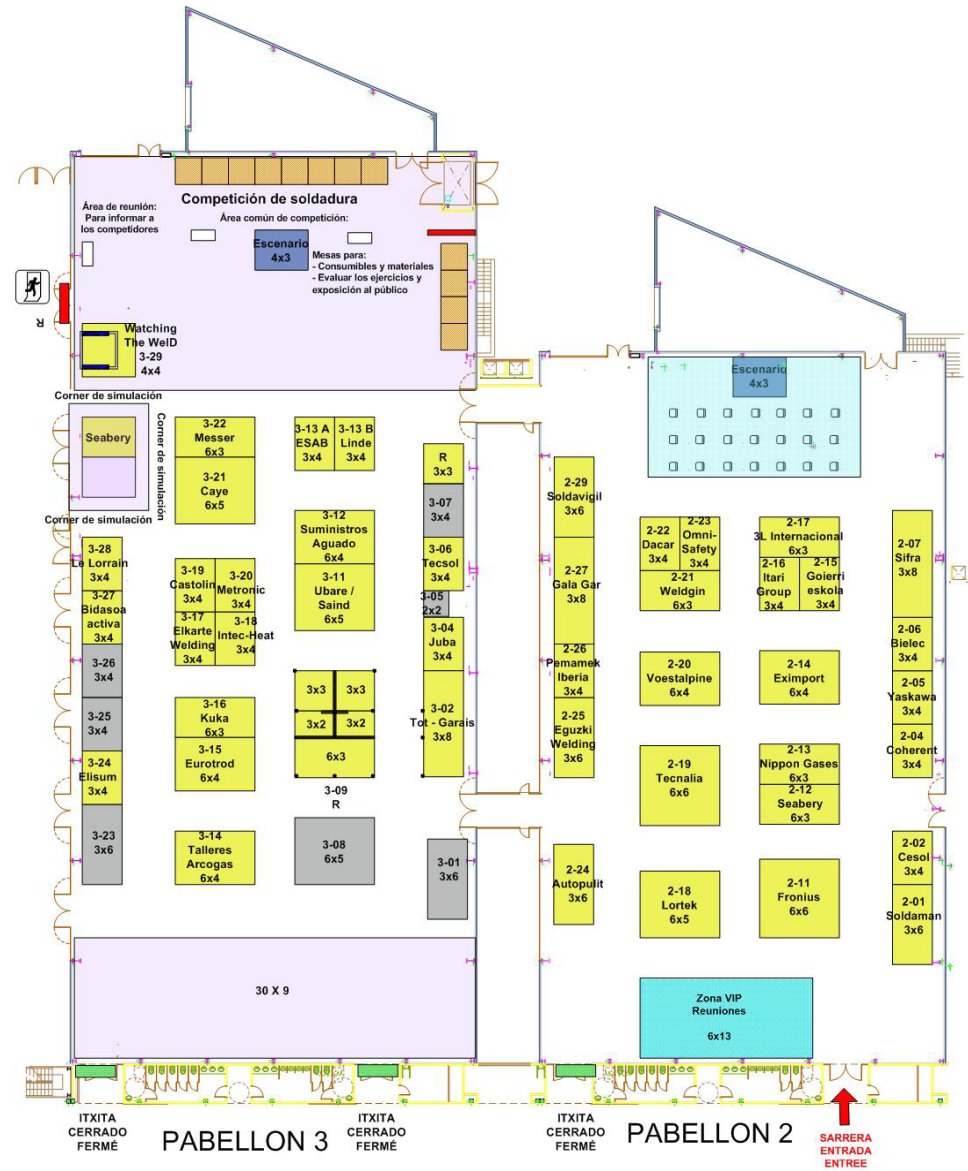 Competición de soldadura
Área de reunión:
Para informar a
los competidores
Área común de competición:
Escenario
4x3
Mesas para:
- Consumibles y materiales
- Evaluar los ejercicios y
exposición al público
R
Watching
The WelD
3-29
4x4
Corner de simulación
Seabery
Corner de simulación
Corner de simulación
3-22
Messer
6x3
3-21
Caye
6x5
3-13 A
ESAB
3x4
3-13 B
Linde
3x4
R
3x3
3-07
3x4
3-12
Suministros
Aguado
6x4
3-11
Ubare /
Saind
6x5
3-06
Tecsol
3x4
3-05
2x2
3-04
Juba
3x4
3-02
Tot - Garais
3x8
3-28
Le Lorrain
3x4
3-27
Bidasoa
activa
3x4
3-26
3x4
3-25
3x4
3-24
Elisum
3x4
3-23
3x6
3-19
Castolin
3x4
3-20
Metronic
3x4
3-17
Elkarte
Welding
3x4
3-18
Intec-Heat
3x4
3-16
Kuka
6x3
3-15
Eurotrod
6x4
3-14
Talleres
Arcogas
6x4
3x3
3x3
3x2
3x2
6x3
3-09
R
3-08
6x5
3-01
3x6
30 X 9
Escenario
4x3
2-29
Soldavigil
3x6
2-27
Gala Gar
3x8
2-26
Pemamek
Iberia
3x4
2-25
Eguzki
Welding
3x6
2-24
Autopulit
3x6
2-22
Dacar
3x4
2-23
Omni-
Safety
3x4
2-21
Weldgin
6x3
2-20
Voestalpine
6x4
2-19
Tecnalia
6x6
2-18
Lortek
6x5
2-17
3L Internacional
6x3
2-16
Itari
Group
3x4
2-15
Goierri
eskola
3x4
2-14
Eximport
6x4
2-13
Nippon Gases
6x3
2-12
Seabery
6x3
2-11
Fronius
6x6
2-07
Sifra
3x8
2-06
Bielec
3x4
2-05
Yaskawa
3x4
2-04
Coherent
3x4
2-02
Cesol
3x4
2-01
Soldaman
3x6
Zona VIP
Reuniones
6x13
ITXITA
CERRADO
FERMÉ
PABELLON 3
ITXITA
CERRADO
FERMÉ
ITXITA
CERRADO
FERMÉ
PABELLON 2
SARRERA
ENTRADA
ENTREE